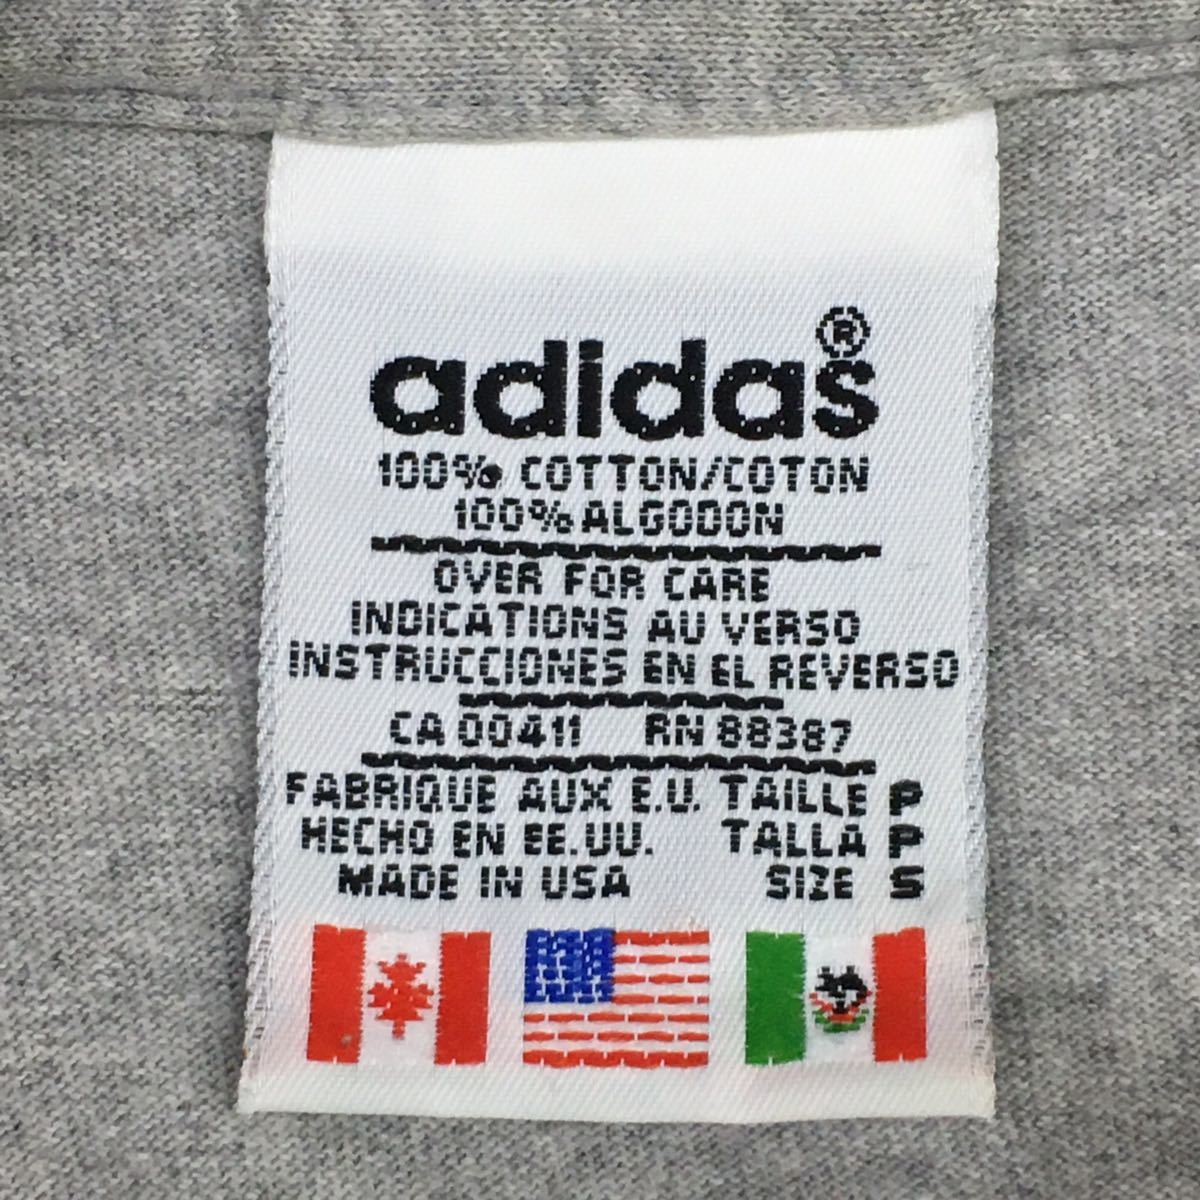 adidas®
100% COTTON/COTON
100% ALGODON
OVER FOR CARE
INDICATIONS AU VERSO
INSTRUCCIONES EN EL REVERSO
CA 00411 RN 88387
FABRIQUE AUX E.U. TAILLE P
HECHO EN EE.UU. TALLA P
MADE IN USA SIZE S